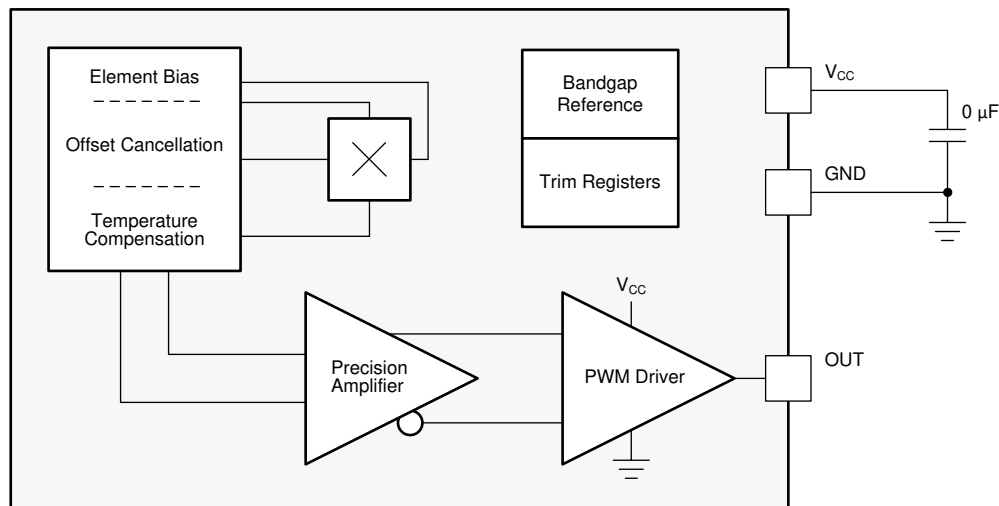 Element Bias
Offset Cancellation
Temperature
Compensation
Bandgap
Reference
Trim Registers
VCC
0 µF
GND
Precision
Amplifier
VCC
PWM Driver
OUT